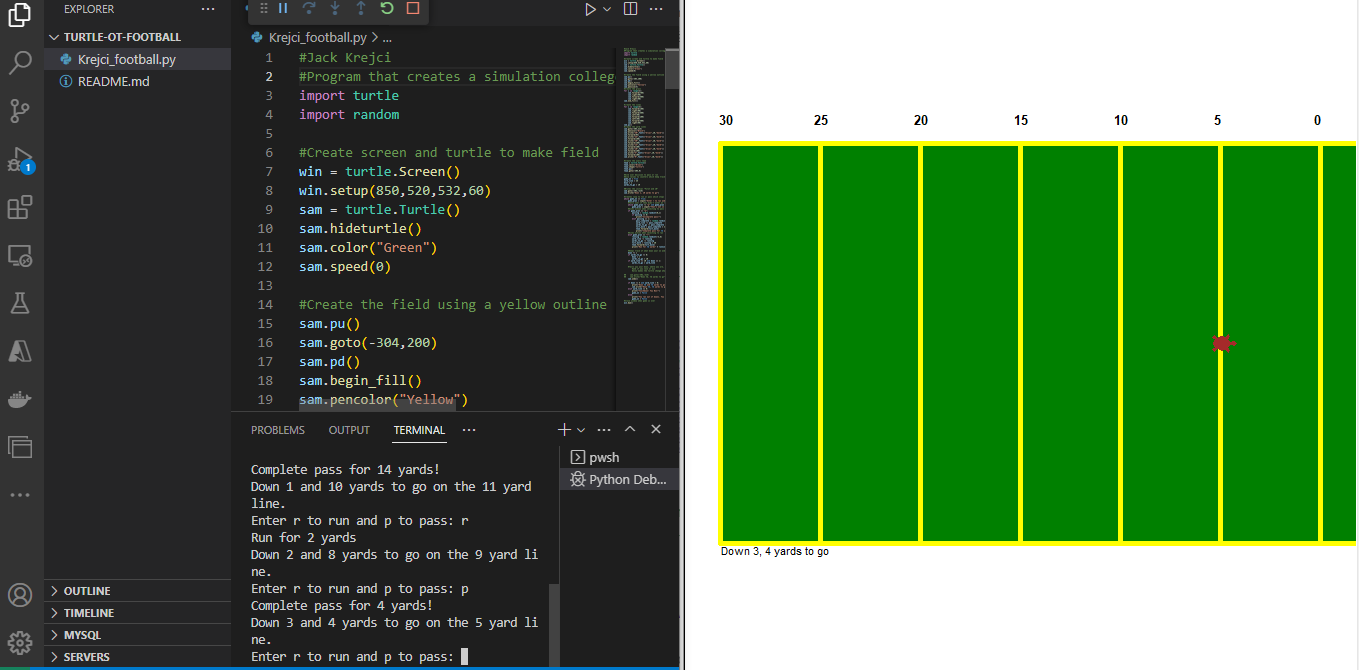 EXPLORER
TURTLE-OT-FOOTBALL
Krejci_football.py
README.md
1
OUTLINE
TIMELINE
MYSQL
SERVERS
Krejci_football.py > ...
1 #Jack Krejci
2 #Program that creates a simulation colleg
3 import turtle
4 import random
5
6 #Create screen and turtle to make field
7 win = turtle.Screen()
8 win.setup(850,520,532,60)
9 sam = turtle.Turtle()
10 sam.hideturtle()
11 sam.color("Green")
12 sam.speed(0)
13
14 #Create the field using a yellow outline
15 sam.pu()
16 sam.goto(-304,200)
17 sam.pd()
18 sam.begin_fill()
19 sam.pencolor("Yellow")
PROBLEMS OUTPUT TERMINAL
Complete pass for 14 yards!
Down 1 and 10 yards to go on the 11 yard
line.
Enter r to run and p to pass: r
Run for 2 yards
Down 2 and 8 yards to go on the 9 yard li
ne.
Enter r to run and p to pass: p
Complete pass for 4 yards!
Down 3 and 4 yards to go on the 5 yard li
ne.
Enter r to run and p to pass:
pwsh
Python Deb...
30 25 20 15 10 5 0
Down 3, 4 yards to go